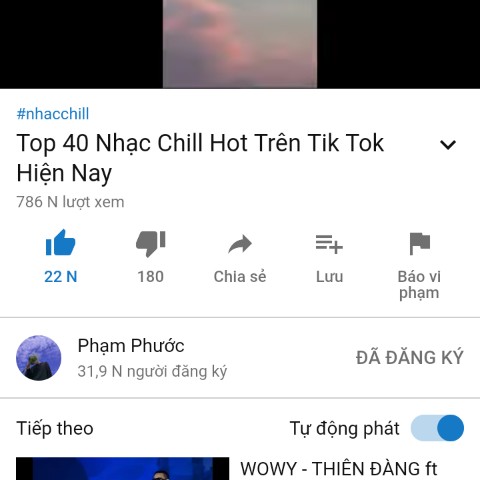 #nhacchill
Top 40 Nhạc Chill Hot Trên Tik Tok
Hiện Nay
786 N lượt xem
22 N
180
Chia sẻ
Lưu
Báo vi
phạm
Phạm Phước
31,9 N người đăng ký
ĐÃ ĐĂNG KÝ
Tiếp theo
Tự động phát
WOWY - THIÊN ĐÀNG ft